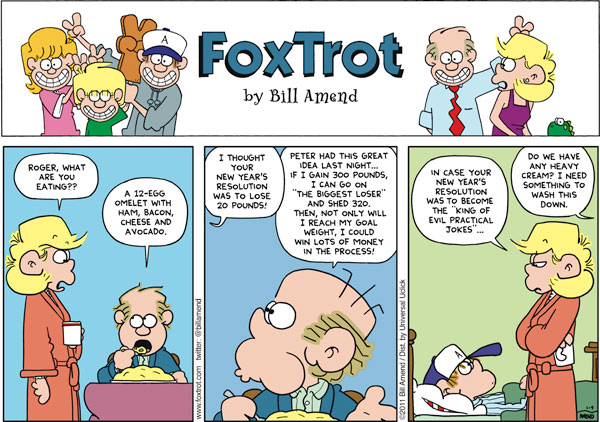 A
FoxTrot
by Bill Amend
ROGER, WHAT
ARE YOU
EATING??
A 12-EGG
OMELET WITH
HAM, BACON,
CHEESE AND
AVOCADO.
www.foxtrot.com twitter: @billamend
I THOUGHT
YOUR
NEW YEAR'S
RESOLUTION
WAS TO LOSE
20 POUNDS!
PETER HAD THIS GREAT
IDEA LAST NIGHT...
IF I GAIN 300 POUNDS,
I CAN GO ON
"THE BIGGEST LOSER"
AND SHED 320.
THEN, NOT ONLY WILL
I REACH MY GOAL
WEIGHT, I COULD
WIN LOTS OF MONEY
IN THE PROCESS!
©2011 Bill Amend / Dist. by Universal Uclick
IN CASE YOUR
NEW YEAR'S
RESOLUTION
WAS TO BECOME
THE "KING OF
EVIL PRACTICAL
JOKES"...
DO WE HAVE
ANY HEAVY
CREAM? I NEED
SOMETHING TO
WASH THIS
DOWN.
A
1-9
AMEND